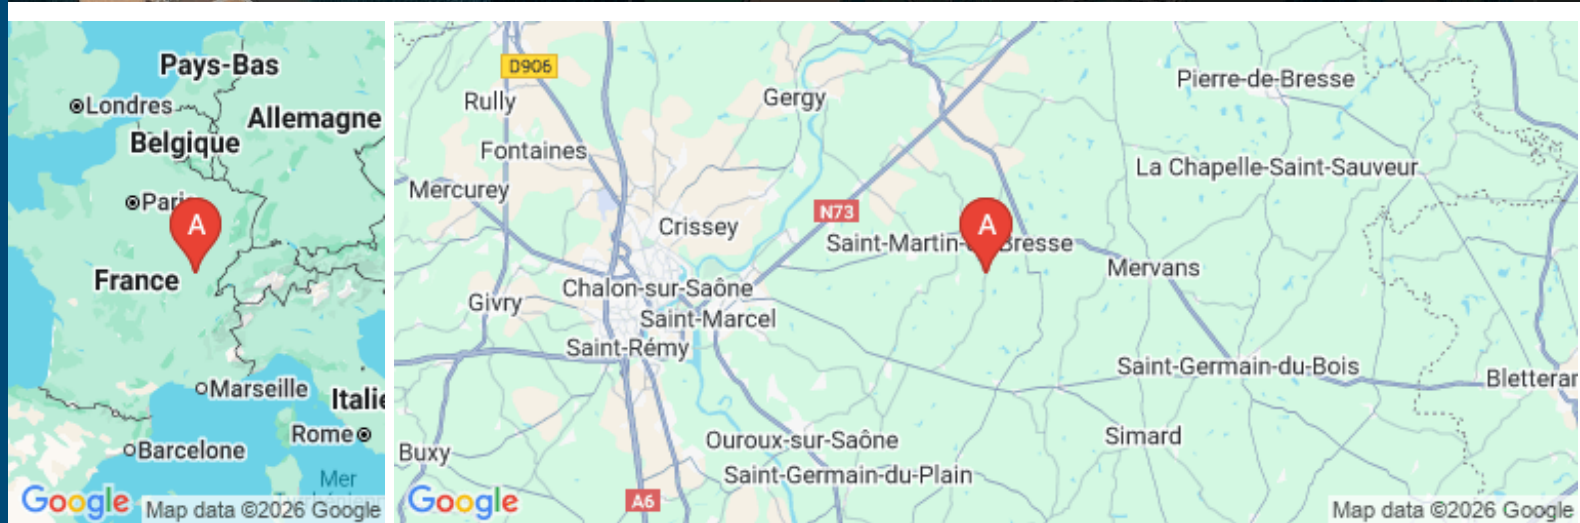 Pays-Bas
Londres
Allemagne
Belgique
Paris
A
France
Marseille
Italie
Rome
Barcelone
Mer
Google
Map data ©2026 Google
D906
Pierre-de-Bresse
Rully
Gergy
Fontaines
La Chapelle-Saint-Sauveur
Mercurey
N73
A
Crissey
Saint-Martin- Bresse
Mervans
Chalon-sur-Saône
Givry
Saint-Marcel
Saint-Rémy
Saint-Germain-du-Bois
Bletteran
Simard
Ouroux-sur-Saône
Buxy
Saint-Germain-du-Plain
A6
Google
Map data ©2026 Google